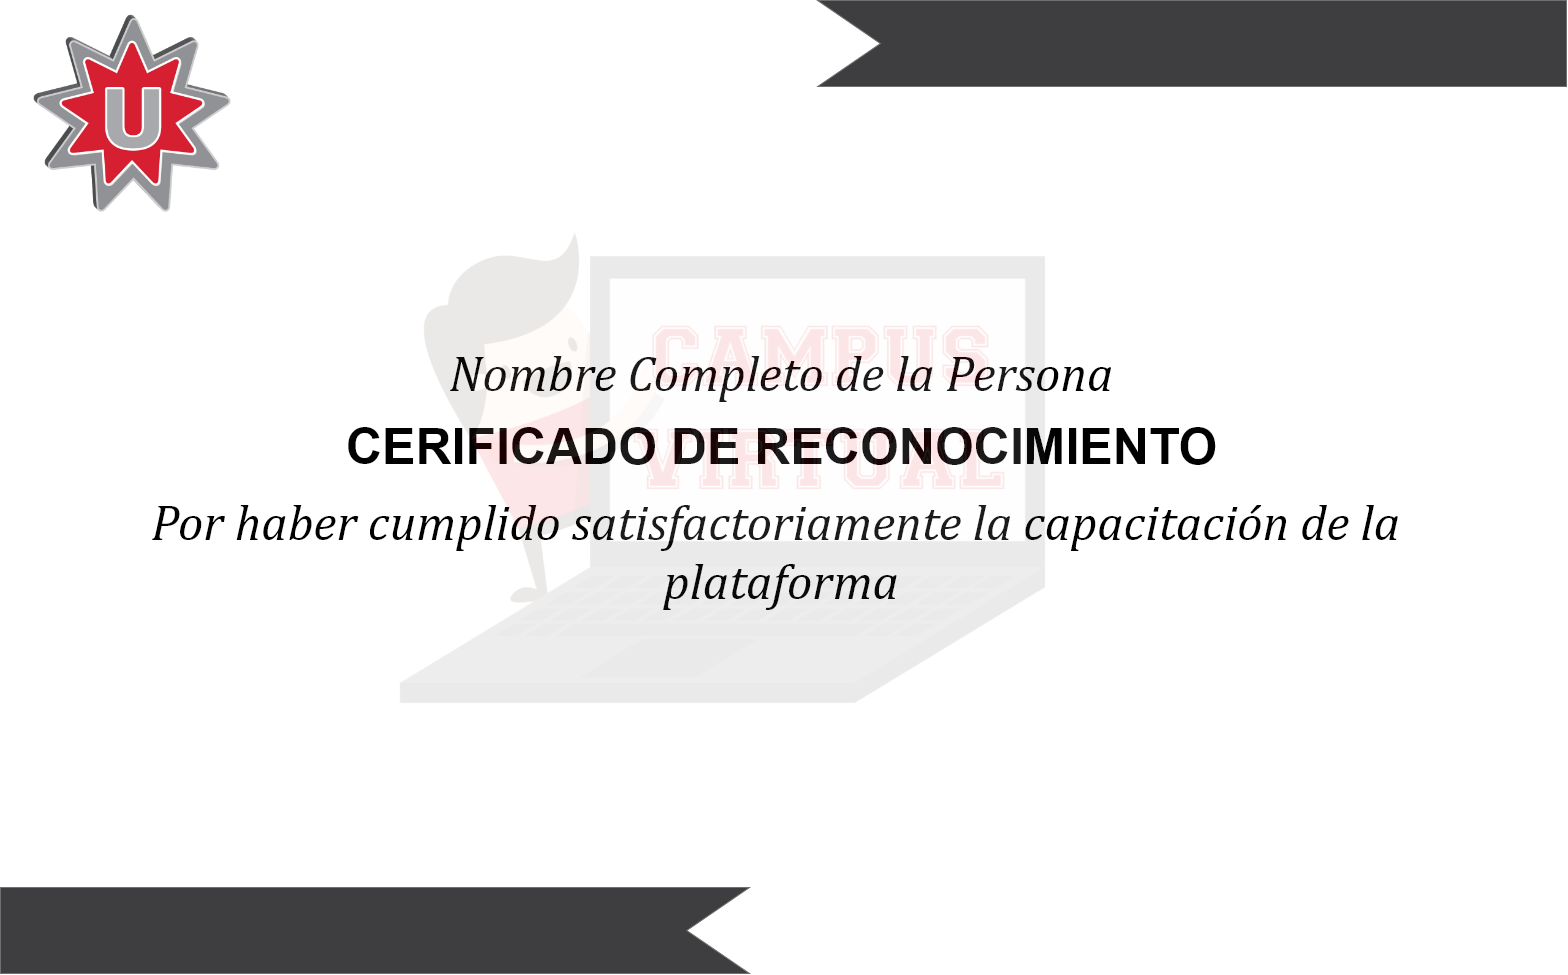 U
CAMPUS
Nombre Completo de la Persona
CERIFICADO DE RECONOCIMIENTO
VIRTUAL
Por haber cumplido satisfactoriamente la capacitación de la
plataforma